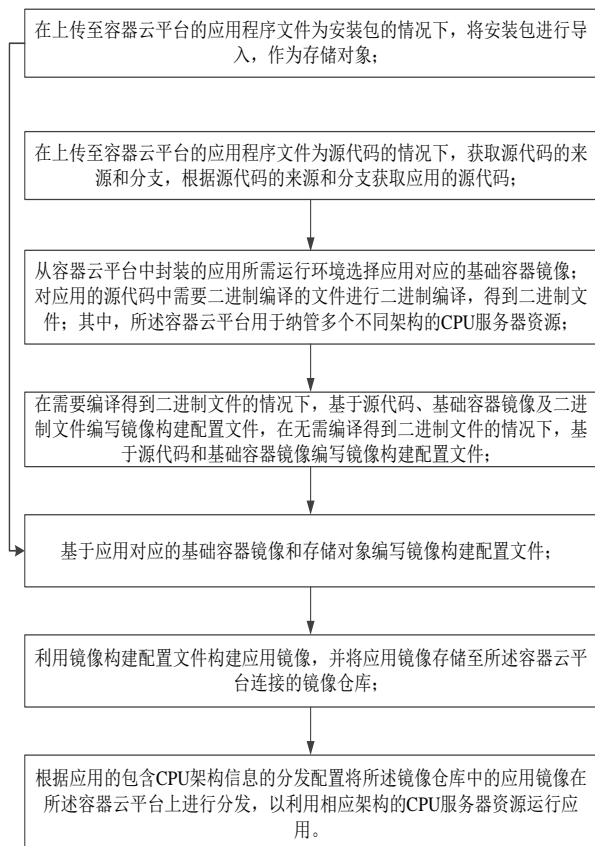 在上传至容器云平台的应用程序文件为安装包的情况下，将安装包进行导
入，作为存储对象；
在上传至容器云平台的应用程序文件为源代码的情况下，获取源代码的来
源和分支，根据源代码的来源和分支获取应用的源代码；
从容器云平台中封装的应用所需运行环境选择应用对应的基础容器镜像；
对应用的源代码中需要二进制编译的文件进行二进制编译，得到二进制文
件；其中，所述容器云平台用于纳管多个不同架构的CPU服务器资源；
在需要编译得到二进制文件的情况下，基于源代码、基础容器镜像及二进
制文件编写镜像构建配置文件，在无需编译得到二进制文件的情况下，基
于源代码和基础容器镜像编写镜像构建配置文件；
基于应用对应的基础容器镜像和存储对象编写镜像构建配置文件；
利用镜像构建配置文件构建应用镜像，并将应用镜像存储至所述容器云平
台连接的镜像仓库；
根据应用的包含CPU架构信息的分发配置将所述镜像仓库中的应用镜像在
所述容器云平台上进行分发，以利用相应架构的CPU服务器资源运行应
用。